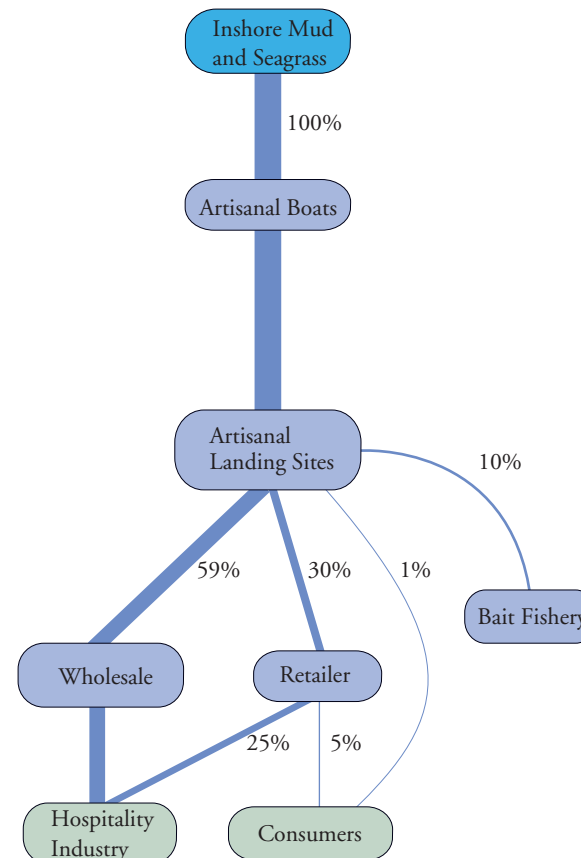 Inshore Mud
and Seagrass
100%
Artisanal Boats
Artisanal
Landing Sites
10%
59%
30%
1%
Bait Fishery
Wholesale
Retailer
25%
5%
Hospitality
Industry
Consumers